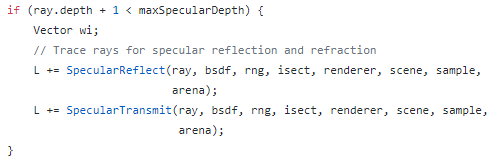 if (ray.depth + 1 < maxSpecularDepth) {
    Vector wi;
    // Trace rays for specular reflection and refraction
    L += SpecularReflect(ray, bsdf, rng, isect, renderer, scene, sample,
                         arena);
    L += SpecularTransmit(ray, bsdf, rng, isect, renderer, scene, sample,
                          arena);
}